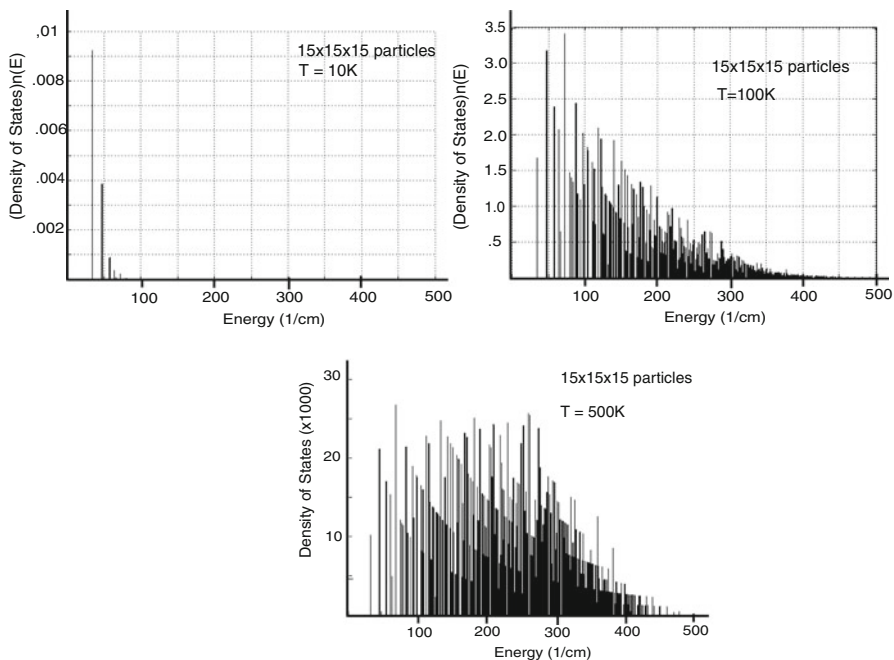 (Density of States)n(E)
,01
.008
.006
.004
.002
15x15x15 particles
T = 10K
100
200
300
400
500
Energy (1/cm)
(Density of States)n(E)
3.5
3.0
2.5
2.0
1.5
1.0
.5
15x15x15 particles
T=100K
100
200
300
400
500
Energy (1/cm)
Density of States (x1000)
30
20
10
15x15x15 particles
T = 500K
100
200
300
400
500
Energy (1/cm)